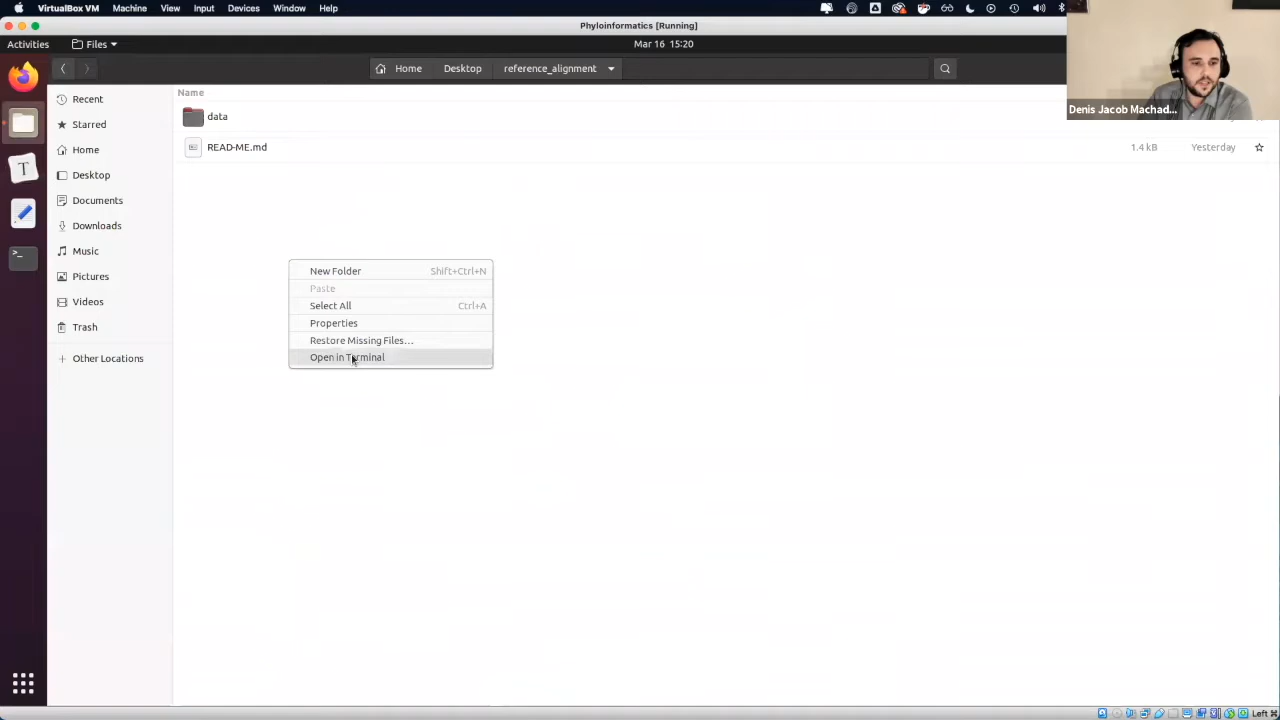 VirtualBox VM Machine View Input Devices Window Help
Phyloinformatics [Running]
Activities Files Mar 16 15:20
Home Desktop reference_alignment
Denis Jacob Machad...
Recent
Starred
Home
Desktop
Documents
Downloads
Music
Pictures
Videos
Trash
+ Other Locations
Name
data
READ-ME.md 1.4 kB Yesterday
New Folder Shift+Ctrl+N
Paste
Select All Ctrl+A
Properties
Restore Missing Files…
Open in Terminal
Left ⌘